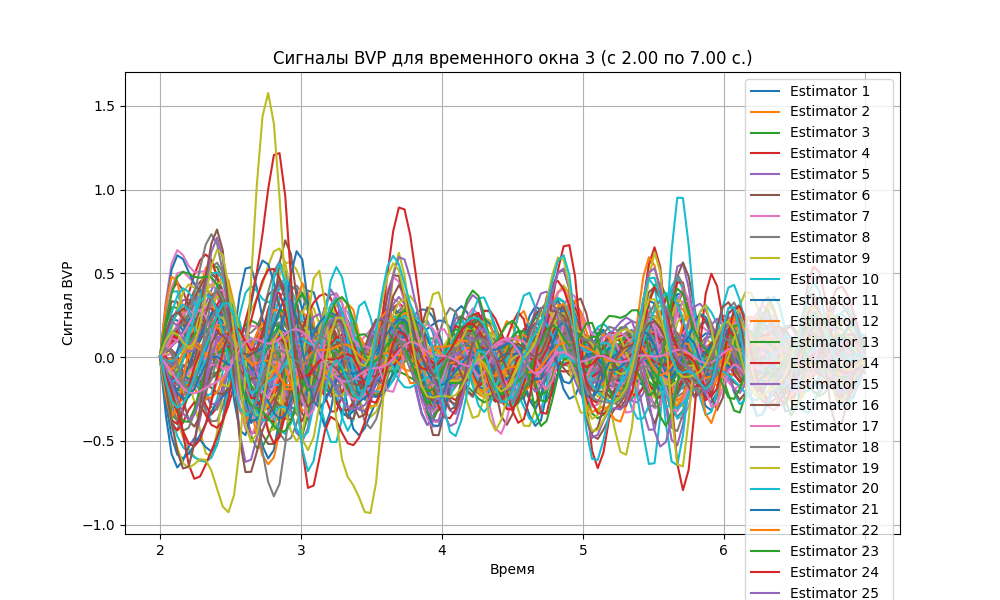 Сигналы BVP для временного окна 3 (с 2.00 по 7.00 с.)
Сигнал BVP
1.5
1.0
0.5
0.0
−0.5
−1.0
2
3
4
5
6
Время
Estimator 1
Estimator 2
Estimator 3
Estimator 4
Estimator 5
Estimator 6
Estimator 7
Estimator 8
Estimator 9
Estimator 10
Estimator 11
Estimator 12
Estimator 13
Estimator 14
Estimator 15
Estimator 16
Estimator 17
Estimator 18
Estimator 19
Estimator 20
Estimator 21
Estimator 22
Estimator 23
Estimator 24
Estimator 25